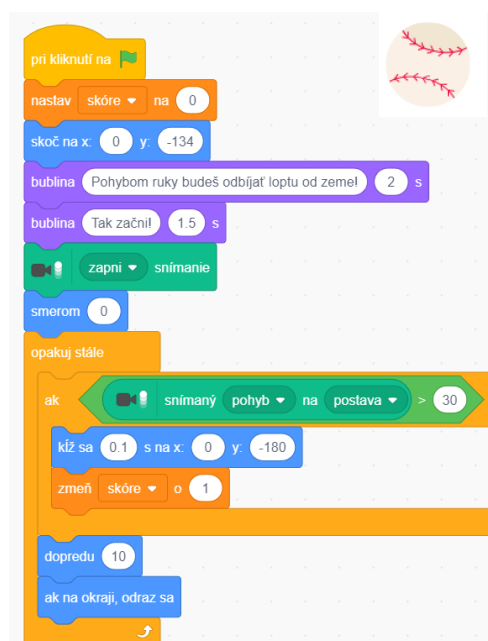 pri kliknutí na
nastav skóre na 0
skoč na x: 0 y: -134
bublina Pohybom ruky budeš odbíjať loptu od zeme! 2 s
bublina Tak začni! 1.5 s
zapni snímanie
smerom 0
opakuj stále
ak snímaný pohyb na postava > 30
kĺž sa 0.1 s na x: 0 y: -180
zmeň skóre o 1
dopredu 10
ak na okraji, odraz sa